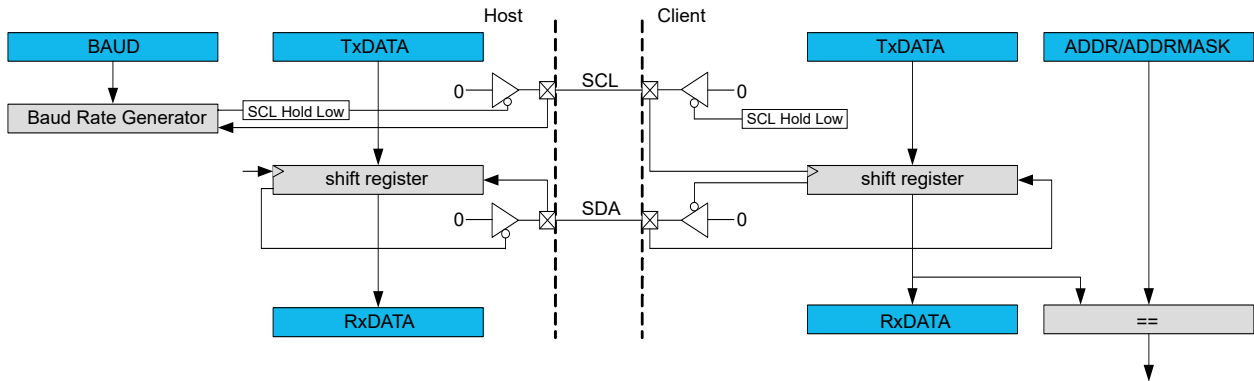 Host
Client
BAUD
TxDATA
TxDATA
ADDR/ADDRMASK
SCL
0
0
SCL Hold Low
SCL Hold Low
Baud Rate Generator
shift register
shift register
SDA
0
0
RxDATA
RxDATA
==